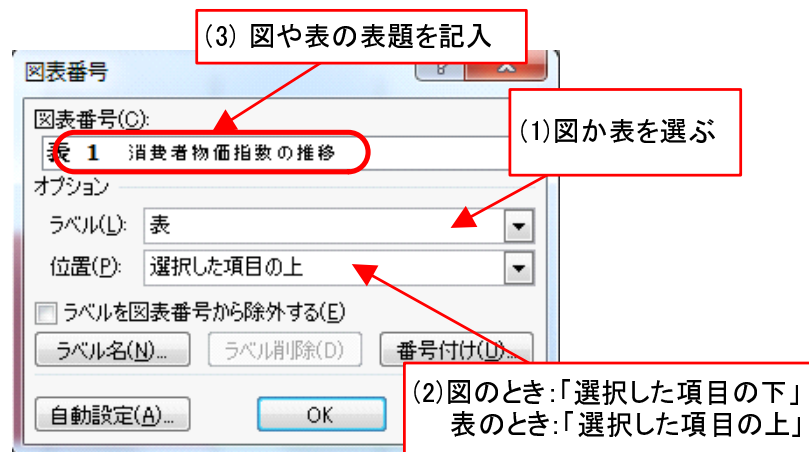 (3) 図や表の表題を記入
図表番号
図表番号(C):
(1)図か表を選ぶ
表 1 消費者物価指数の推移
オプション
ラベル(L): 表
位置(P): 選択した項目の上
ラベルを図表番号から除外する(E)
ラベル名(N)... ラベル削除(D) 番号付け(U)...
(2)図のとき:「選択した項目の下」
表のとき:「選択した項目の上」
自動設定(A)... OK